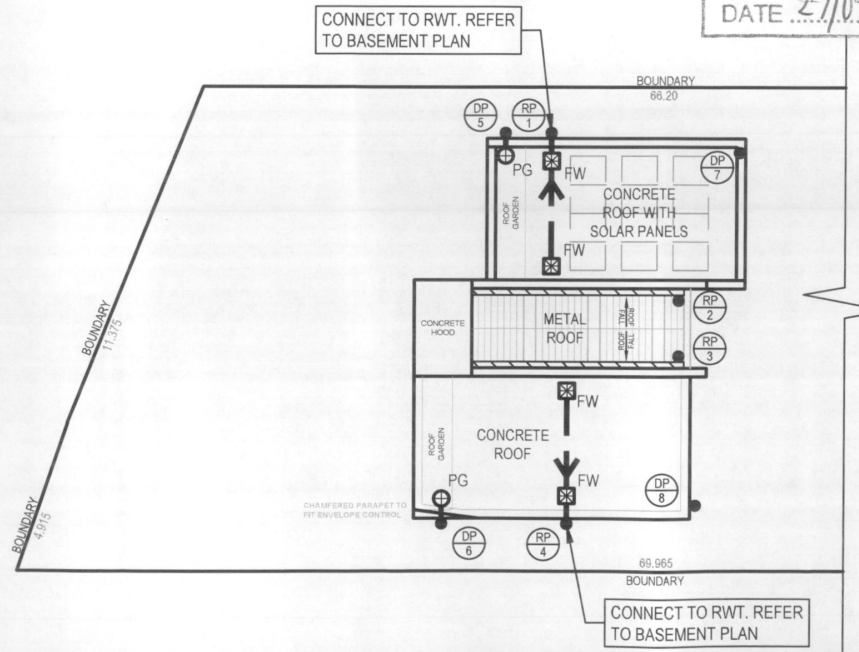 CONNECT TO RWT. REFER
TO BASEMENT PLAN
DATE
BOUNDARY
66.20
DP
5
RP
1
PG
FW
DP
7
ROOF
GARDEN
CONCRETE
ROOF WITH
SOLAR PANELS
FW
BOUNDARY
11.375
CONCRETE
HOOD
METAL
ROOF
ROOF
FALL
ROOF
FALL
RP
2
RP
3
FW
ROOF
GARDEN
CONCRETE
ROOF
PG
FW
DP
8
CHAMFERED PARAPET TO
FIT ENVELOPE CONTROL
BOUNDARY
4.915
DP
6
RP
4
69.965
BOUNDARY
CONNECT TO RWT. REFER
TO BASEMENT PLAN